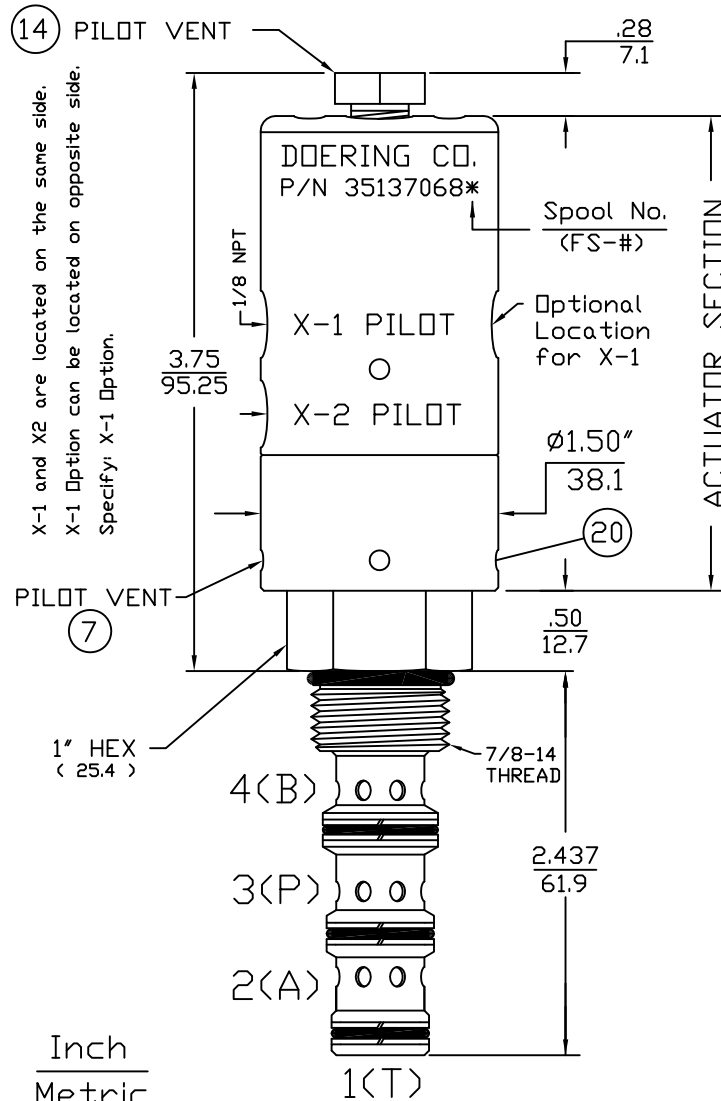 14 PILOT VENT
.28
7.1
X-1 and X2 are located on the same side.
X-1 Option can be located on opposite side.
Specify: X-1 Option.
DOERING CO.
P/N 35137068*
Spool No.
(FS-#)
1/8 NPT
X-1 PILOT
Optional
Location
for X-1
3.75
95.25
X-2 PILOT
ACTUATOR SECTION
Ø1.50"
38.1
20
PILOT VENT
7
.50
12.7
1" HEX
( 25.4 )
7/8-14
THREAD
4(B)
3(P)
2.437
61.9
2(A)
1(T)
Inch
Metric